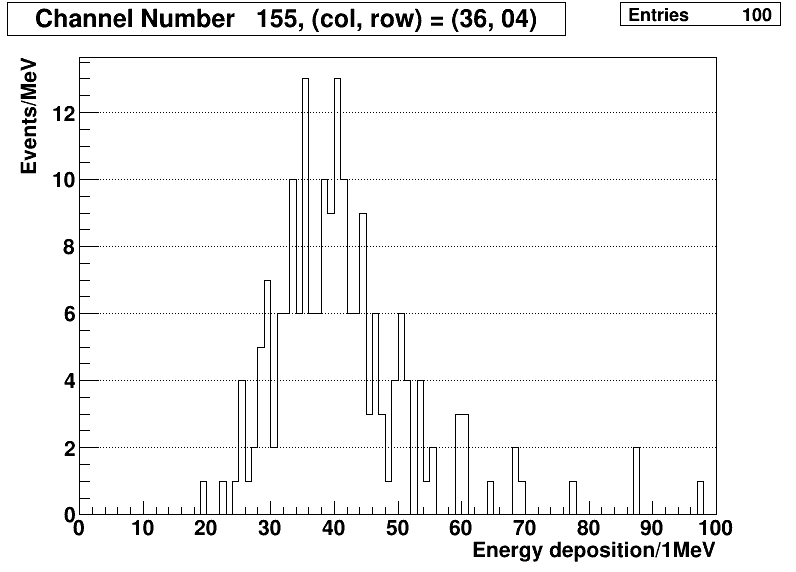 Channel Number 155, (col, row) = (36, 04)
Entries 100
Events/MeV
12
10
8
6
4
2
0
0 10 20 30 40 50 60 70 80 90 100
Energy deposition/1MeV